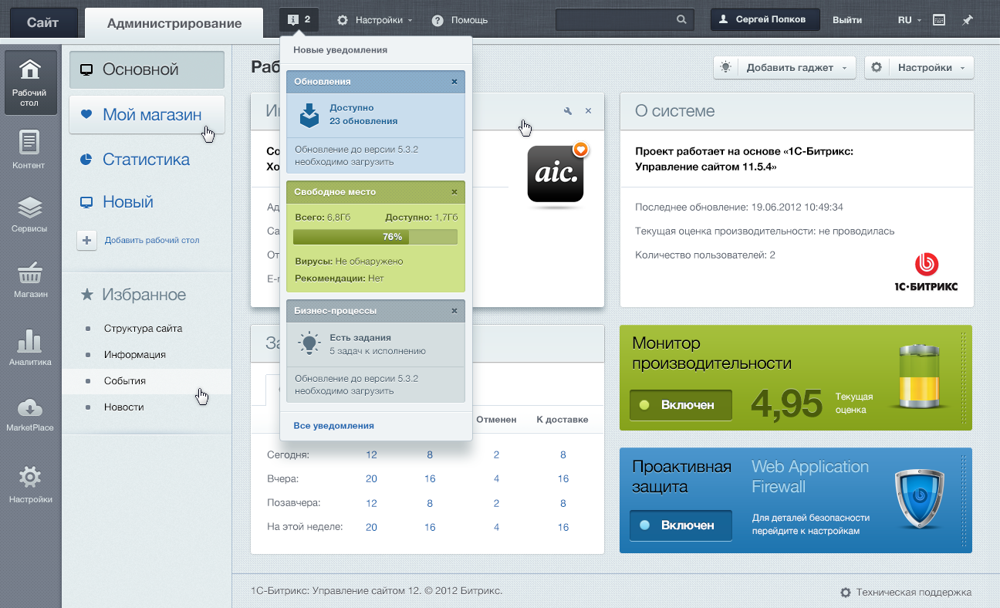 Сайт
Администрирование
2
Настройки
Помощь
Сергей Попков
Выйти
RU
Рабочий
стол
Контент
Сервисы
Магазин
Аналитика
MarketPlace
Настройки
Основной
Мой магазин
Статистика
Новый
Добавить рабочий стол
Избранное
Структура сайта
Информация
События
Новости
Новые уведомления
Обновления
Доступно
23 обновления
Обновление до версии 5.3.2
необходимо загрузить
Свободное место
Всего: 6,8Гб Доступно: 1,7Гб
76%
Вирусы: Не обнаружено
Рекомендации: Нет
Бизнес-процессы
Есть задания
5 задач к исполнению
Обновление до версии 5.3.2
необходимо загрузить
Все уведомления
Раб
Добавить гаджет
Настройки
aic.
О системе
Проект работает на основе «1С-Битрикс:
Управление сайтом 11.5.4»
Последнее обновление: 19.06.2012 10:49:34
Текущая оценка производительности: не проводилась
Количество пользователей: 2
1С-БИТРИКС
Отменен К доставке
Сегодня: 12 8 2 8
Вчера: 20 16 4 16
Позавчера: 12 8 2 8
На этой неделе: 20 16 4 16
Монитор
производительности
Включен
4,95
Текущая
оценка
Проактивная
защита
Web Application
Firewall
Включен
Для деталей безопасности
перейдите к настройкам
1С-Битрикс: Управление сайтом 12. © 2012 Битрикс.
Техническая поддержка